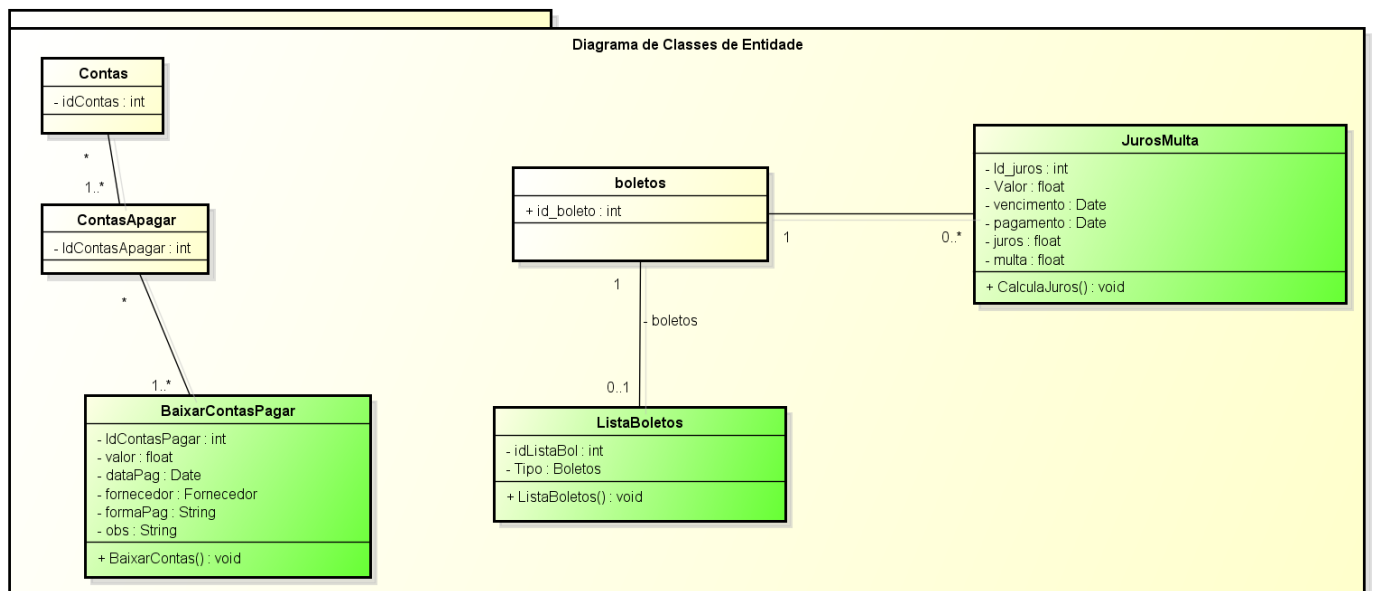 Diagrama de Classes de Entidade
Contas
- idContas : int
*
1..*
ContasApagar
- IdContasApagar : int
*
1..*
BaixarContasPagar
- IdContasPagar : int
- valor : float
- dataPag : Date
- fornecedor : Fornecedor
- formaPag : String
- obs : String
+ BaixarContas() : void
boletos
+ id_boleto : int
1
0..*
1
- boletos
0..1
ListaBoletos
- idListaBol : int
- Tipo : Boletos
+ ListaBoletos() : void
JurosMulta
- Id_juros : int
- Valor : float
- vencimento : Date
- pagamento : Date
- juros : float
- multa : float
+ CalculaJuros() : void